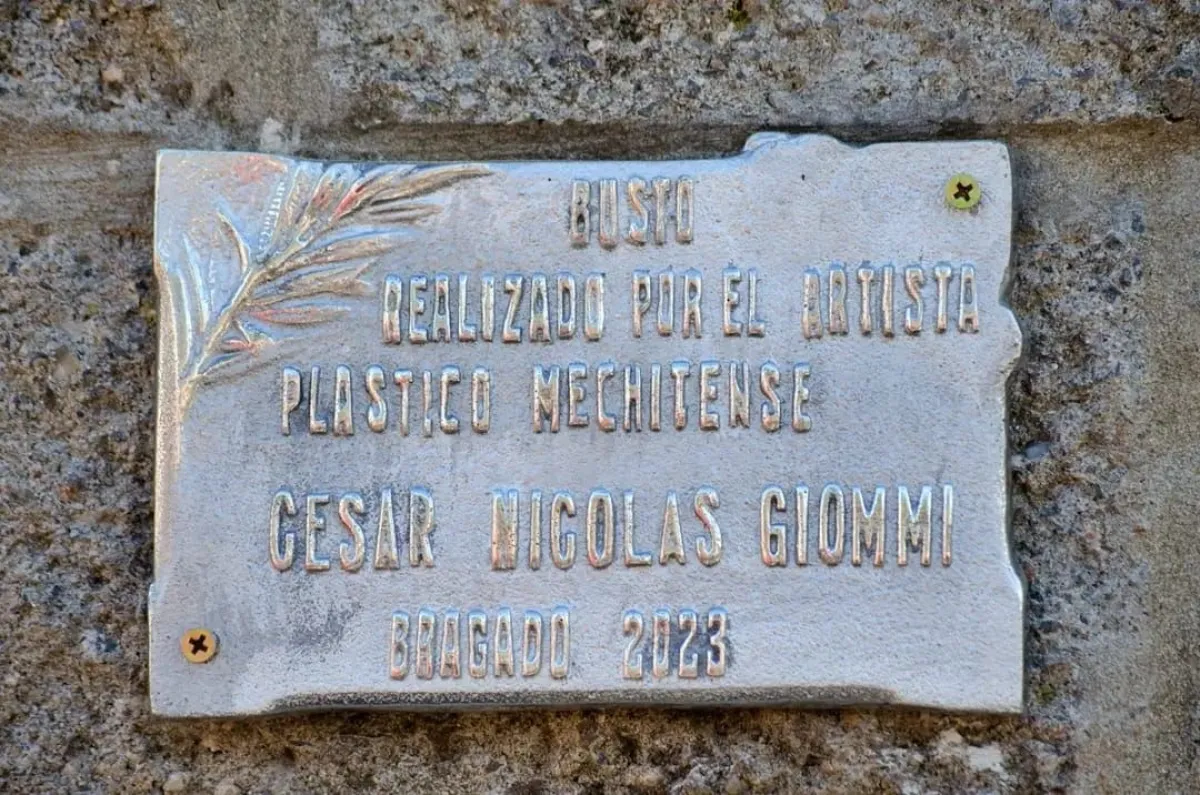 BUSTO
REALIZADO POR EL ARTISTA
PLASTICO MECHITENSE
CESAR NICOLAS GIOMMI
BRAGADO 2023